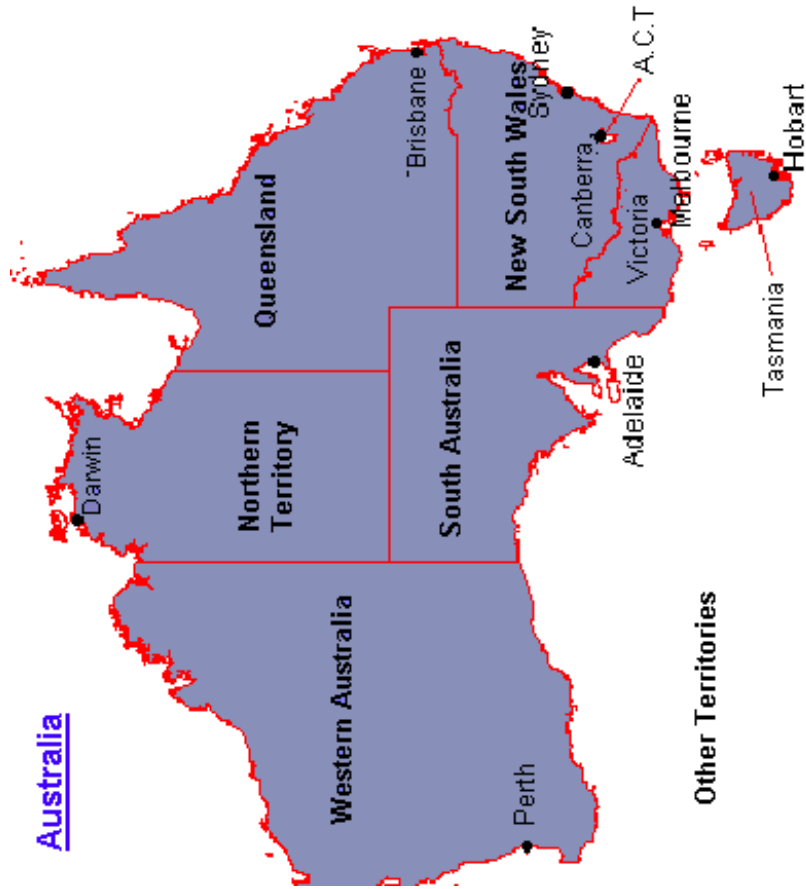 Australia
Darwin
Northern
Territory
Queensland
Western Australia
South Australia
Brisbane
New South Wales
Sydney
Canberra
A.C.T
Victoria
Melbourne
Adelaide
Perth
Tasmania
Hobart
Other Territories